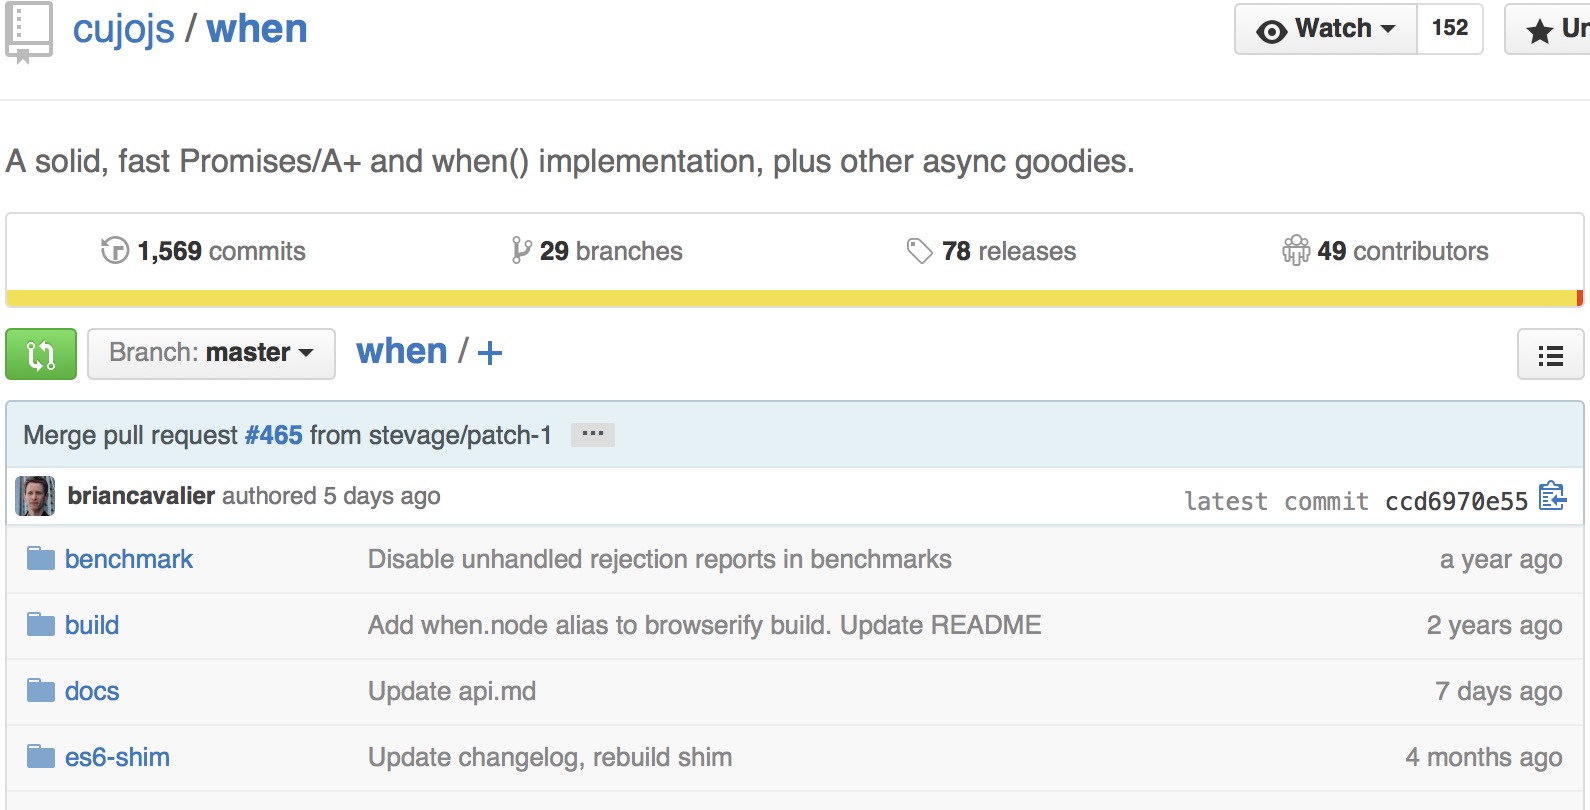 cujojs / when
Watch 152
A solid, fast Promises/A+ and when() implementation, plus other async goodies.
1,569 commits 29 branches 78 releases 49 contributors
Branch: master when / +
Merge pull request #465 from stevage/patch-1 ...
briancavalier authored 5 days ago latest commit ccd6970e55
benchmark Disable unhandled rejection reports in benchmarks a year ago
build Add when.node alias to browserify build. Update README 2 years ago
docs Update api.md 7 days ago
es6-shim Update changelog, rebuild shim 4 months ago